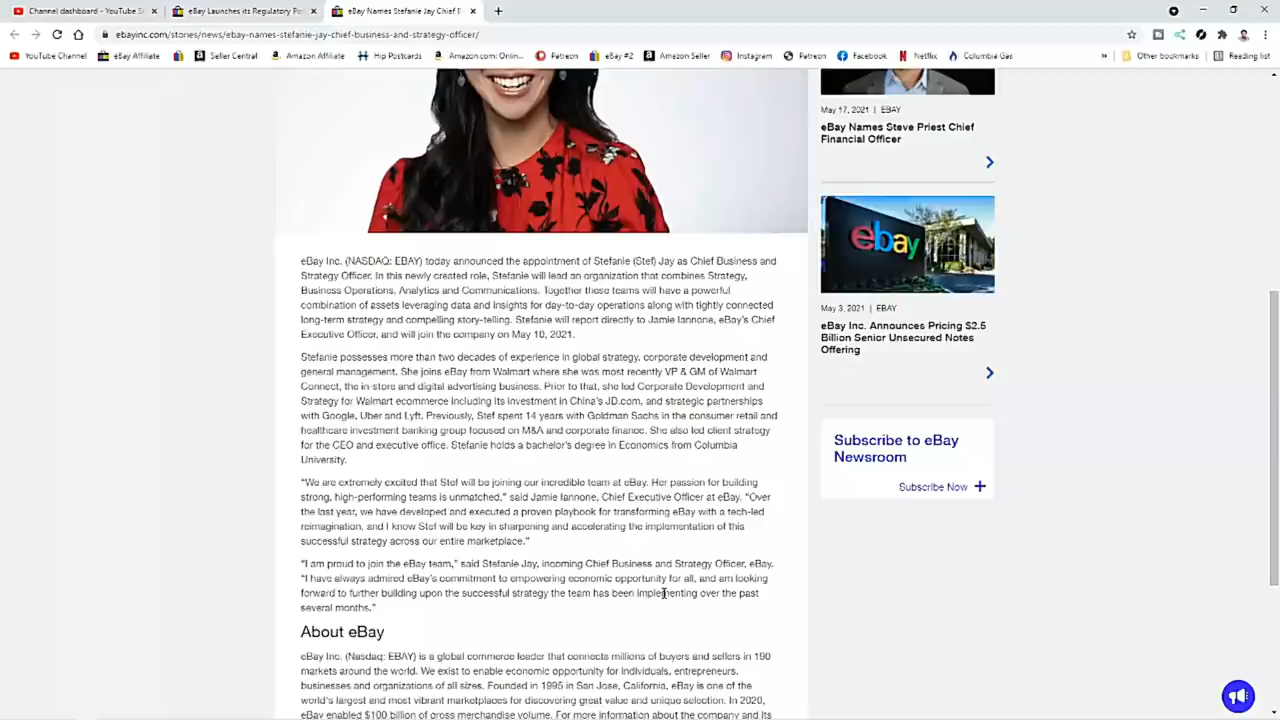 Channel dashboard - YouTube St
eBay Launches its Regulatory Po
eBay Names Stefanie Jay Chief B
ebayinc.com/stories/news/ebay-names-stefanie-jay-chief-business-and-strategy-officer/
YouTube Channel
eBay Affiliate
Seller Central
Amazon Affiliate
Hip Postcards
Amazon.com: Onlin...
Patreon
eBay #2
Amazon Seller
Instagram
Patreon
Facebook
Netflix
Columbia Gas
»
Other bookmarks
Reading list
eBay Inc. (NASDAQ: EBAY) today announced the appointment of Stefanie (Stef) Jay as Chief Business and
Strategy Officer. In this newly created role, Stefanie will lead an organization that combines Strategy,
Business Operations, Analytics and Communications. Together these teams will have a powerful
combination of assets leveraging data and insights for day-to-day operations along with tightly connected
long-term strategy and compelling story-telling. Stefanie will report directly to Jamie Iannone, eBay's Chief
Executive Officer, and will join the company on May 10, 2021.
Stefanie possesses more than two decades of experience in global strategy, corporate development and
general management. She joins eBay from Walmart where she was most recently VP & GM of Walmart
Connect, the in-store and digital advertising business. Prior to that, she led Corporate Development and
Strategy for Walmart ecommerce including its investment in China's JD.com, and strategic partnerships
with Google, Uber and Lyft. Previously, Stef spent 14 years with Goldman Sachs in the consumer retail and
healthcare investment banking group focused on M&A and corporate finance. She also led client strategy
for the CEO and executive office. Stefanie holds a bachelor's degree in Economics from Columbia
University.
"We are extremely excited that Stef will be joining our incredible team at eBay. Her passion for building
strong, high-performing teams is unmatched," said Jamie Iannone, Chief Executive Officer at eBay. "Over
the last year, we have developed and executed a proven playbook for transforming eBay with a tech-led
reimagination, and I know Stef will be key in sharpening and accelerating the implementation of this
successful strategy across our entire marketplace."
"I am proud to join the eBay team," said Stefanie Jay, incoming Chief Business and Strategy Officer, eBay.
"I have always admired eBay's commitment to empowering economic opportunity for all, and am looking
forward to further building upon the successful strategy the team has been implementing over the past
several months."
About eBay
eBay Inc. (Nasdaq: EBAY) is a global commerce leader that connects millions of buyers and sellers in 190
markets around the world. We exist to enable economic opportunity for individuals, entrepreneurs,
businesses and organizations of all sizes. Founded in 1995 in San Jose, California, eBay is one of the
world's largest and most vibrant marketplaces for discovering great value and unique selection. In 2020,
eBay enabled $100 billion of gross merchandise volume. For more information about the company and its
May 17, 2021 | EBAY
eBay Names Steve Priest Chief
Financial Officer
ebay
May 3, 2021 | EBAY
eBay Inc. Announces Pricing $2.5
Billion Senior Unsecured Notes
Offering
Subscribe to eBay
Newsroom
Subscribe Now +